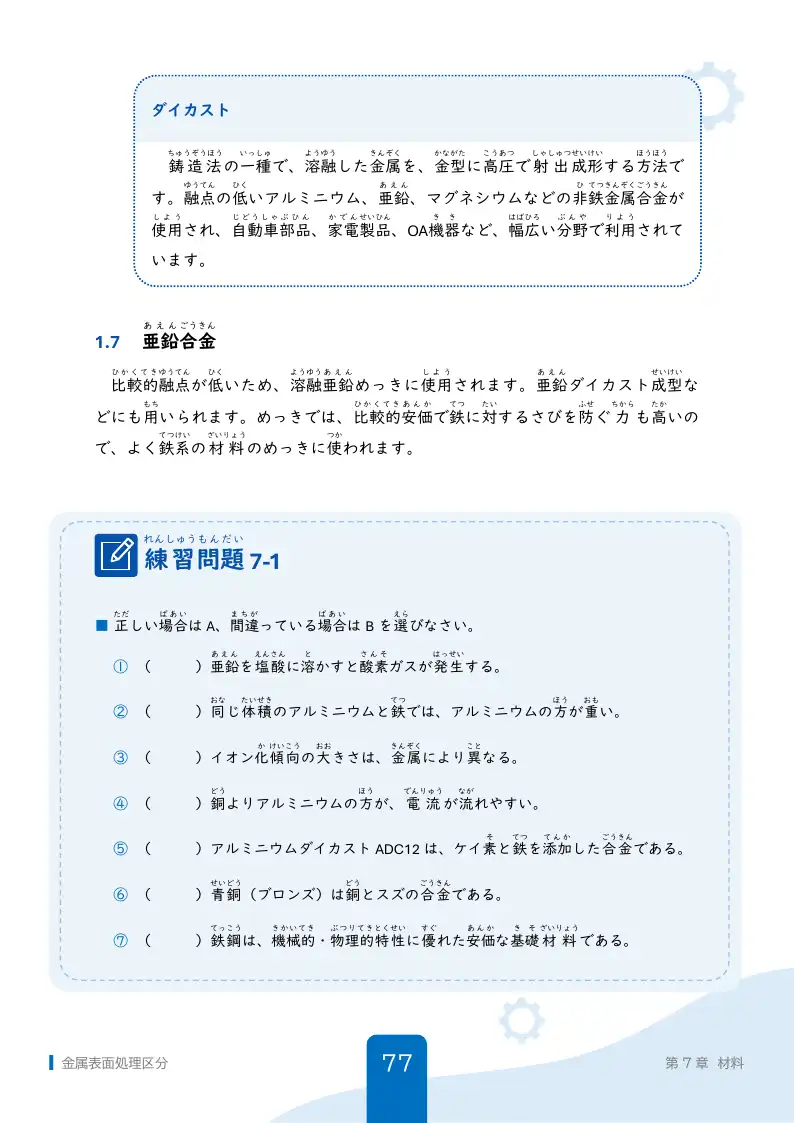 ダイカスト
鋳造法の一種で、溶融した金属を、金型に高圧で射出成形する方法で
す。融点の低いアルミニウム、亜鉛、マグネシウムなどの非鉄金属合金が
使用され、自動車部品、家電製品、OA機器など、幅広い分野で利用されて
います。
1.7 亜鉛合金
比較的融点が低いため、溶融亜鉛めっきに使用されます。亜鉛ダイカスト成型な
どにも用いられます。めっきでは、比較的安価で鉄に対するさびを防ぐ力も高いの
で、よく鉄系の材料のめっきに使われます。
練習問題 7-1
■ 正しい場合は A、間違っている場合は B を選びなさい。
① （　　　）亜鉛を塩酸に溶かすと酸素ガスが発生する。
② （　　　）同じ体積のアルミニウムと鉄では、アルミニウムの方が重い。
③ （　　　）イオン化傾向の大きさは、金属により異なる。
④ （　　　）銅よりアルミニウムの方が、電流が流れやすい。
⑤ （　　　）アルミニウムダイカスト ADC12 は、ケイ素と鉄を添加した合金である。
⑥ （　　　）青銅（ブロンズ）は銅とスズの合金である。
⑦ （　　　）鉄鋼は、機械的・物理的特性に優れた安価な基礎材料である。
金属表面処理区分
77
第 7 章 材料